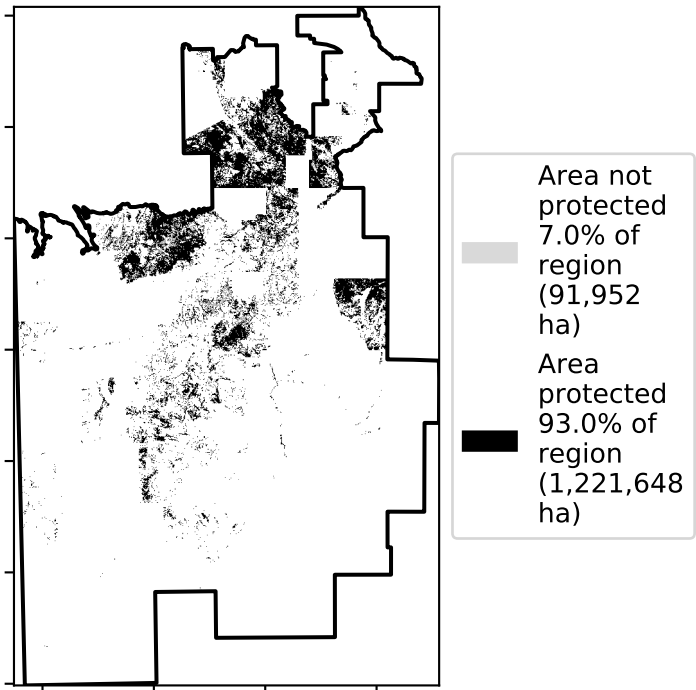 Area not
protected
7.0% of
region
(91,952
ha)
Area
protected
93.0% of
region
(1,221,648
ha)